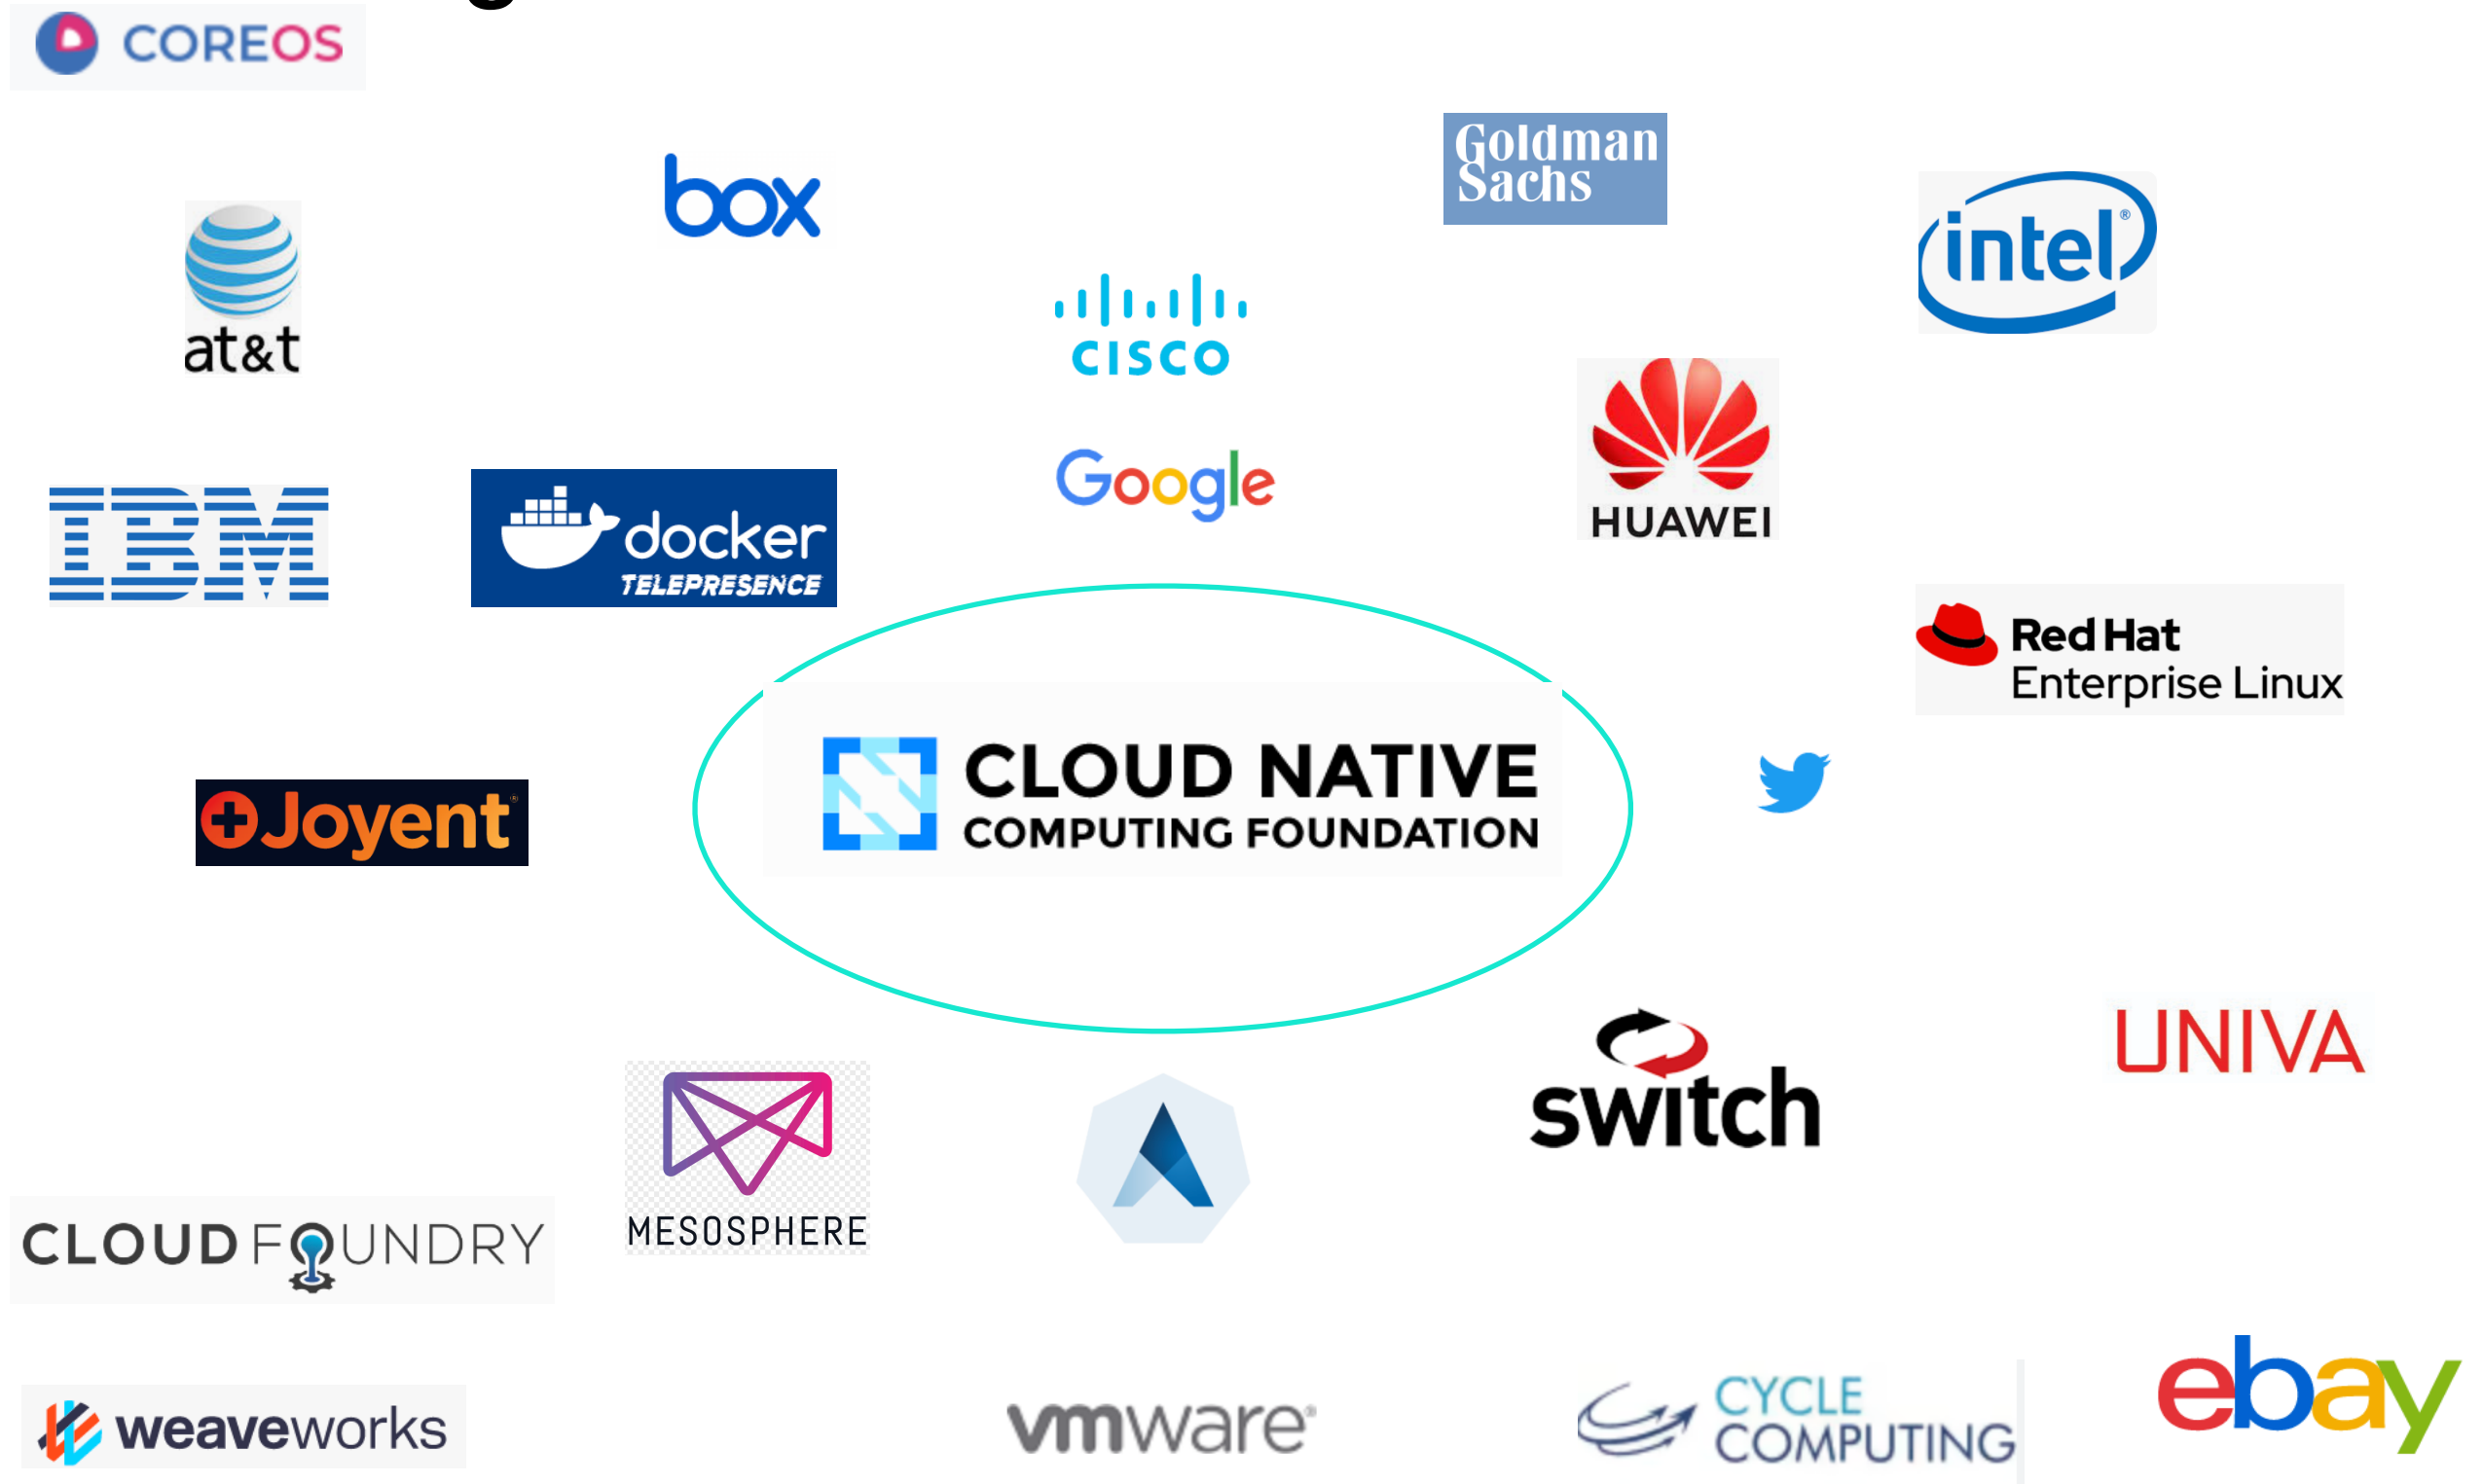 COREOS
Goldman
Sachs
box
intel®
at&t
CISCO
Google
HUAWEI
IBM
docker
TELEPRESENCE
Red Hat
Enterprise Linux
CLOUD NATIVE
COMPUTING FOUNDATION
Joyent®
UNIVA
switch
MESOSPHERE
CLOUD FOUNDRY
ebay
weaveworks
vmware®
CYCLE
COMPUTING